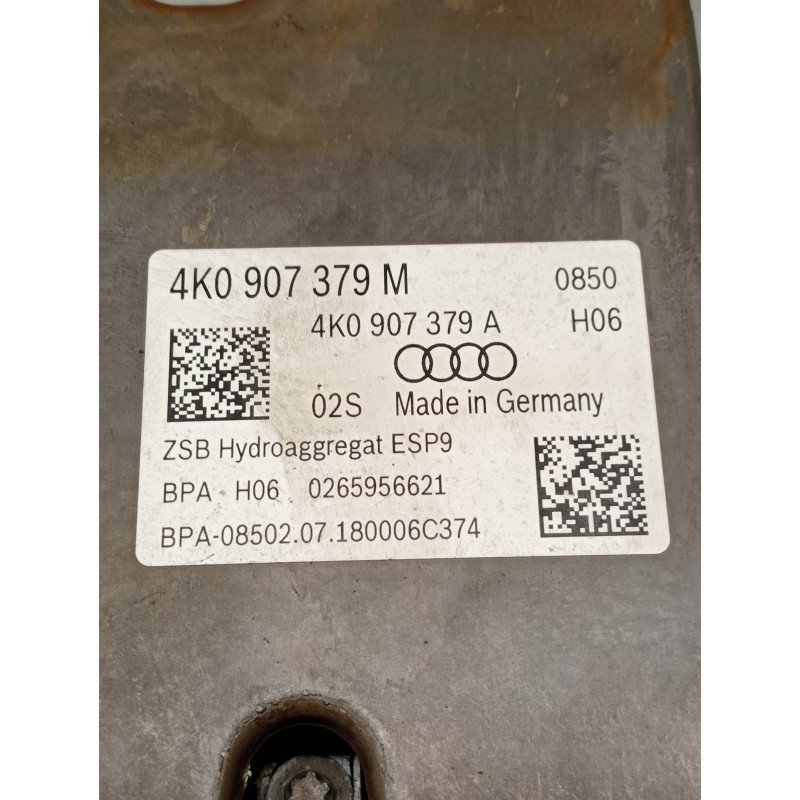 4K0 907 379 M 0850
4K0 907 379 A H06
02S Made in Germany
ZSB Hydroaggregat ESP9
BPA H06 0265956621
BPA-08502.07.180006C374